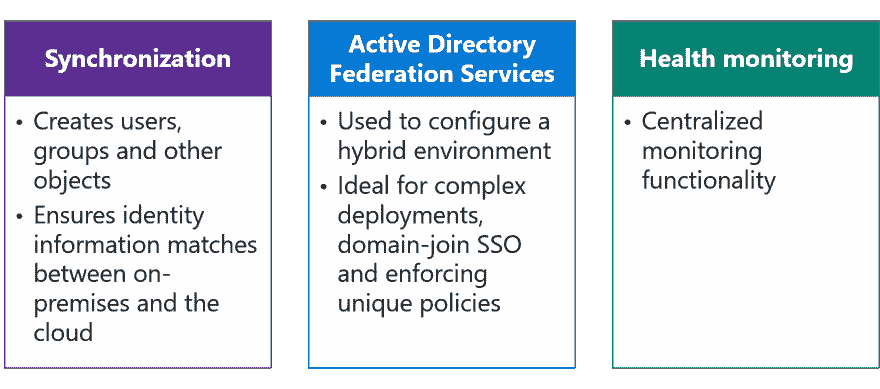 Synchronization
• Creates users,
groups and other
objects
• Ensures identity
information matches
between on-
premises and the
cloud
Active Directory
Federation Services
• Used to configure a
hybrid environment
• Ideal for complex
deployments,
domain-join SSO
and enforcing
unique policies
Health monitoring
• Centralized
monitoring
functionality